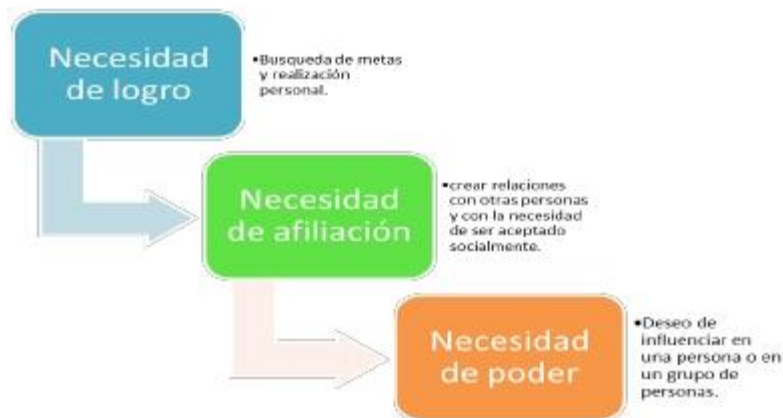 Necesidad
de logro
•Busqueda de metas
y realización
personal.
Necesidad
de afiliación
•crear relaciones
con otras personas
y con la necesidad
de ser aceptado
socialmente.
Necesidad
de poder
•Deseo de
influenciar en
una persona o en
un grupo de
personas.